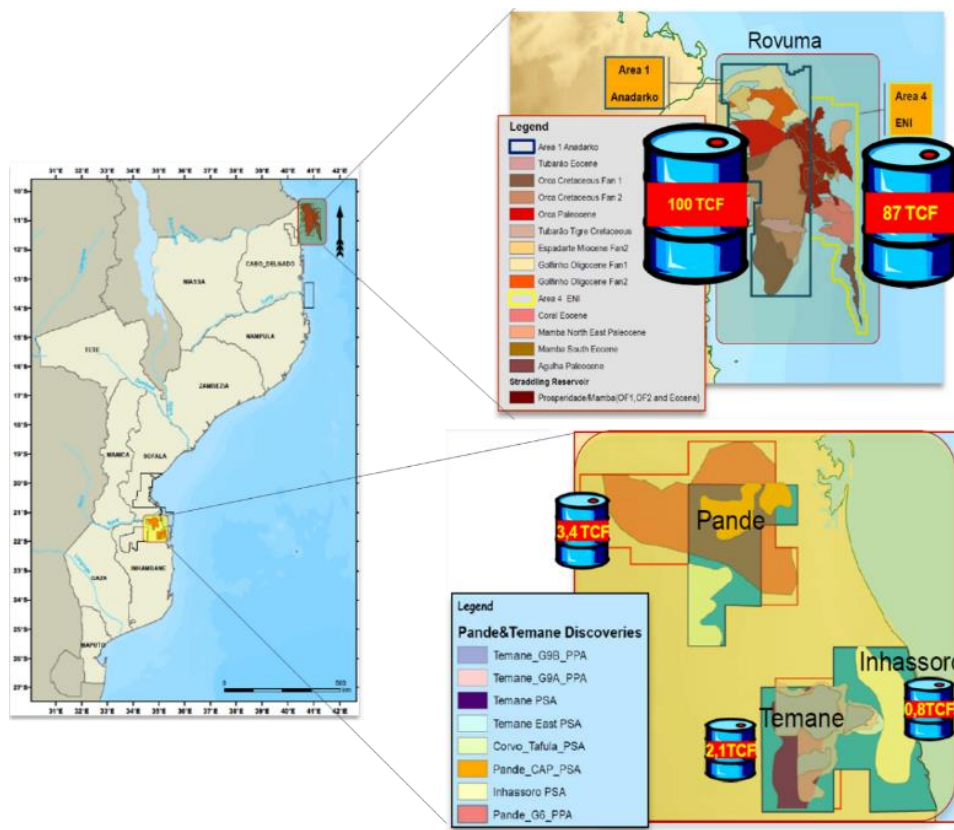 31°E 32°E 33°E 34°E 35°E 36°E 37°E 38°E 39°E 40°E 41°E 42°E
10°S
11°S
12°S
13°S
14°S
15°S
16°S
17°S
18°S
19°S
20°S
21°S
22°S
23°S
24°S
25°S
26°S
27°S
CABO_DELGADO
NIASSA
NAMPULA
TETE
ZAMBEZIA
MANICA
SOFALA
GAZA
INHAMBANE
MAPUTO
31°E 32°E 33°E 34°E 35°E 36°E 37°E 38°E 39°E 40°E 41°E 42°E
Rovuma
Area 1
Anadarko
Area 4
ENI
100 TCF
87 TCF
Legend
Area 1 Anadarko
Tubarão Eocene
Orca Cretaceous Fan 1
Orca Cretaceous Fan 2
Orca Paleocene
Tubarão Tigre Cretaceous
Espadarte Miocene Fan2
Golfinho Oligocene Fan1
Golfinho Oligocene Fan2
Area 4 ENI
Coral Eocene
Mamba North East Paleocene
Mamba South Eocene
Agulha Paleocene
Straddling Reservoir
Prosperidade/Mamba(OF1,OF2 and Eocene)
Pande
3,4 TCF
Inhassoro
0,8TCF
Temane
2,1TCF
Legend
Pande&Temane Discoveries
Temane_G9B_PPA
Temane_G9A_PPA
Temane PSA
Temane East PSA
Corvo_Tafula_PSA
Pande_CAP_PSA
Inhassoro PSA
Pande_G6_PPA